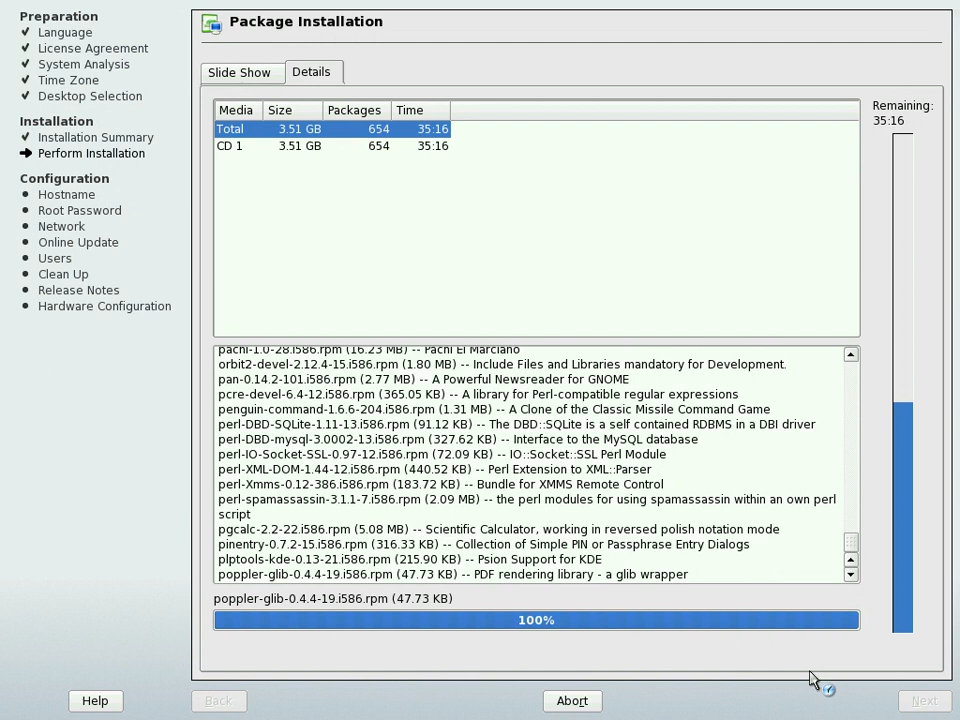 Preparation
Language
License Agreement
System Analysis
Time Zone
Desktop Selection
Installation
Installation Summary
Perform Installation
Configuration
Hostname
Root Password
Network
Online Update
Users
Clean Up
Release Notes
Hardware Configuration
Package Installation
Slide Show Details
Media Size Packages Time
Total 3.51 GB 654 35:16
CD 1 3.51 GB 654 35:16
Remaining:
35:16
pachi-1.0-28.i586.rpm (16.23 MB) -- Pachi El Marciano
orbit2-devel-2.12.4-15.i586.rpm (1.80 MB) -- Include Files and Libraries mandatory for Development.
pan-0.14.2-101.i586.rpm (2.77 MB) -- A Powerful Newsreader for GNOME
pcre-devel-6.4-12.i586.rpm (365.05 KB) -- A library for Perl-compatible regular expressions
penguin-command-1.6.6-204.i586.rpm (1.31 MB) -- A Clone of the Classic Missile Command Game
perl-DBD-SQLite-1.11-13.i586.rpm (91.12 KB) -- The DBD::SQLite is a self contained RDBMS in a DBI driver
perl-DBD-mysql-3.0002-13.i586.rpm (327.62 KB) -- Interface to the MySQL database
perl-IO-Socket-SSL-0.97-12.i586.rpm (72.09 KB) -- IO::Socket::SSL Perl Module
perl-XML-DOM-1.44-12.i586.rpm (440.52 KB) -- Perl Extension to XML::Parser
perl-Xmms-0.12-386.i586.rpm (183.72 KB) -- Bundle for XMMS Remote Control
perl-spamassassin-3.1.1-7.i586.rpm (2.09 MB) -- the perl modules for using spamassassin within an own perl
script
pgcalc-2.2-22.i586.rpm (5.08 MB) -- Scientific Calculator, working in reversed polish notation mode
pinentry-0.7.2-15.i586.rpm (316.33 KB) -- Collection of Simple PIN or Passphrase Entry Dialogs
plptools-kde-0.13-21.i586.rpm (215.90 KB) -- Psion Support for KDE
poppler-glib-0.4.4-19.i586.rpm (47.73 KB) -- PDF rendering library - a glib wrapper
poppler-glib-0.4.4-19.i586.rpm (47.73 KB)
100%
Help Back Abort Next